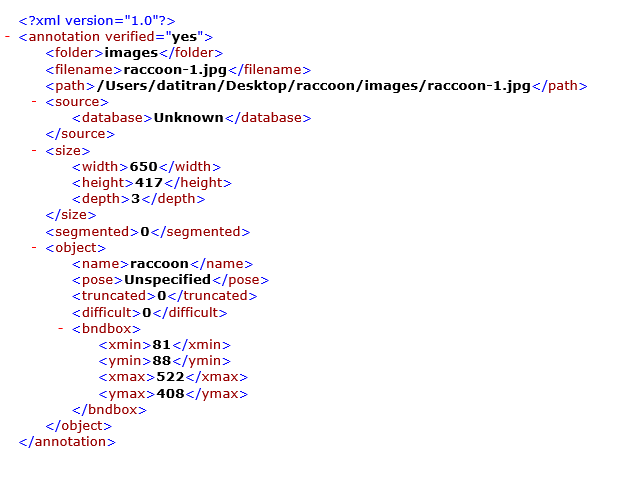 <?xml version="1.0"?>
- <annotation verified="yes">
<folder>images</folder>
<filename>raccoon-1.jpg</filename>
<path>/Users/datitran/Desktop/raccoon/images/raccoon-1.jpg</path>
- <source>
<database>Unknown</database>
</source>
- <size>
<width>650</width>
<height>417</height>
<depth>3</depth>
</size>
<segmented>0</segmented>
- <object>
<name>raccoon</name>
<pose>Unspecified</pose>
<truncated>0</truncated>
<difficult>0</difficult>
- <bndbox>
<xmin>81</xmin>
<ymin>88</ymin>
<xmax>522</xmax>
<ymax>408</ymax>
</bndbox>
</object>
</annotation>